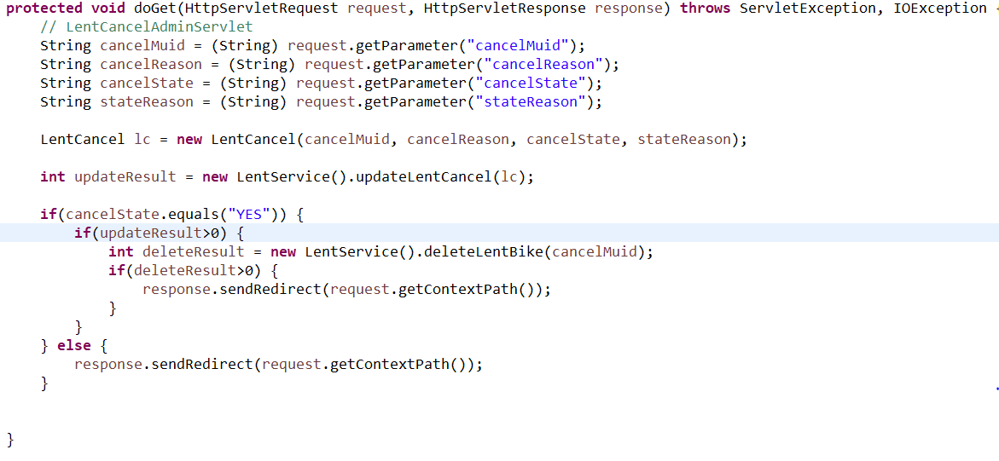 protected void doGet(HttpServletRequest request, HttpServletResponse response) throws ServletException, IOException {
// LentCancelAdminServlet
String cancelMuid = (String) request.getParameter("cancelMuid");
String cancelReason = (String) request.getParameter("cancelReason");
String cancelState = (String) request.getParameter("cancelState");
String stateReason = (String) request.getParameter("stateReason");
LentCancel lc = new LentCancel(cancelMuid, cancelReason, cancelState, stateReason);
int updateResult = new LentService().updateLentCancel(lc);
if(cancelState.equals("YES")) {
if(updateResult>0) {
int deleteResult = new LentService().deleteLentBike(cancelMuid);
if(deleteResult>0) {
response.sendRedirect(request.getContextPath());
}
}
} else {
response.sendRedirect(request.getContextPath());
}
}